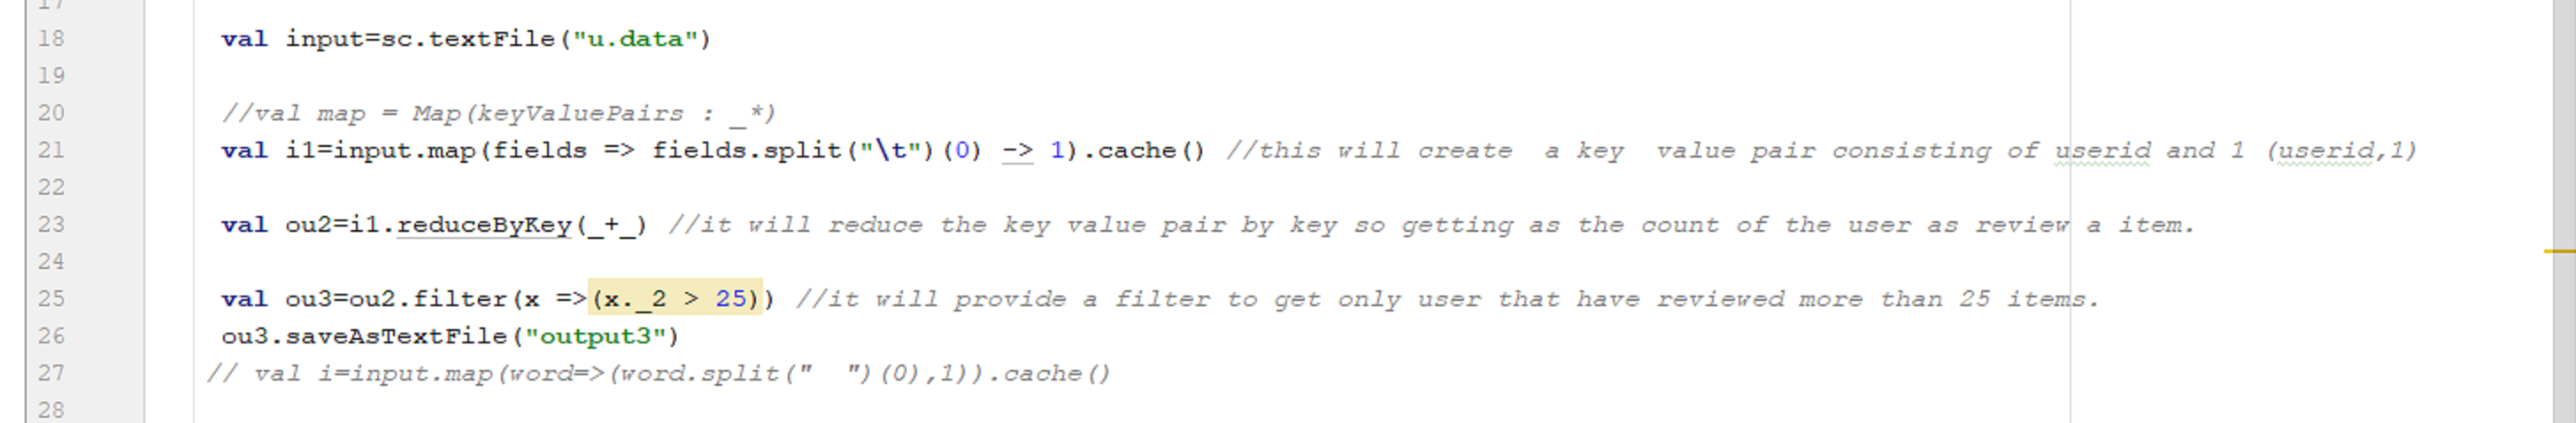 17
18 val input=sc.textFile("u.data")
19
20 //val map = Map(keyValuePairs : _*)
21 val i1=input.map(fields => fields.split("\t")(0) -> 1).cache() //this will create  a key  value pair consisting of userid and 1 (userid,1)
22
23 val ou2=i1.reduceByKey(_+_) //it will reduce the key value pair by key so getting as the count of the user as review a item.
24
25 val ou3=ou2.filter(x =>(x._2 > 25)) //it will provide a filter to get only user that have reviewed more than 25 items.
26 ou3.saveAsTextFile("output3")
27 // val i=input.map(word=>(word.split("  ")(0),1)).cache()
28